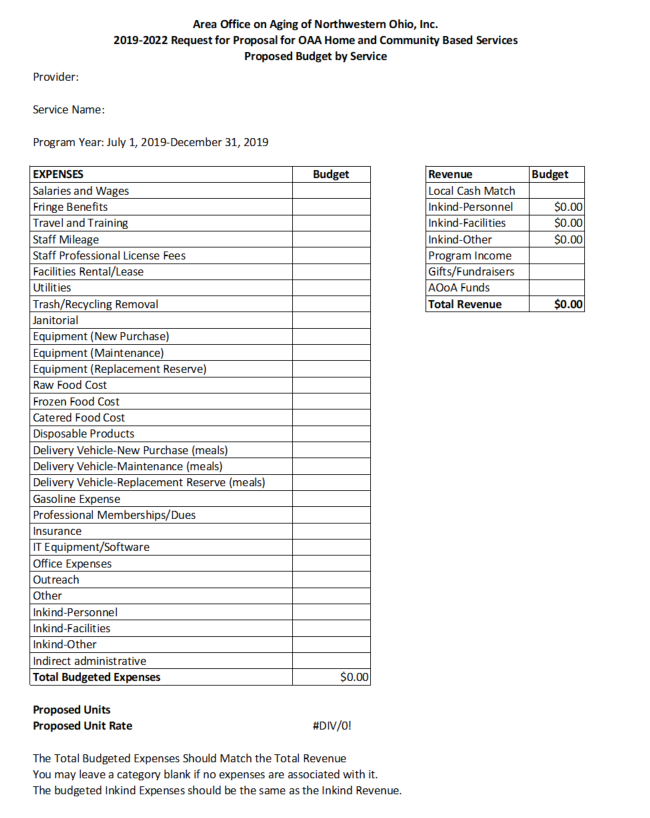 Area Office on Aging of Northwestern Ohio, Inc.
2019-2022 Request for Proposal for OAA Home and Community Based Services
Proposed Budget by Service
Provider:
Service Name:
Program Year: July 1, 2019-December 31, 2019
EXPENSES Budget
Salaries and Wages
Fringe Benefits
Travel and Training
Staff Mileage
Staff Professional License Fees
Facilities Rental/Lease
Utilities
Trash/Recycling Removal
Janitorial
Equipment (New Purchase)
Equipment (Maintenance)
Equipment (Replacement Reserve)
Raw Food Cost
Frozen Food Cost
Catered Food Cost
Disposable Products
Delivery Vehicle-New Purchase (meals)
Delivery Vehicle-Maintenance (meals)
Delivery Vehicle-Replacement Reserve (meals)
Gasoline Expense
Professional Memberships/Dues
Insurance
IT Equipment/Software
Office Expenses
Outreach
Other
Inkind-Personnel
Inkind-Facilities
Inkind-Other
Indirect administrative
Total Budgeted Expenses $0.00
Revenue Budget
Local Cash Match
Inkind-Personnel $0.00
Inkind-Facilities $0.00
Inkind-Other $0.00
Program Income
Gifts/Fundraisers
AOoA Funds
Total Revenue $0.00
Proposed Units
Proposed Unit Rate #DIV/0!
The Total Budgeted Expenses Should Match the Total Revenue
You may leave a category blank if no expenses are associated with it.
The budgeted Inkind Expenses should be the same as the Inkind Revenue.